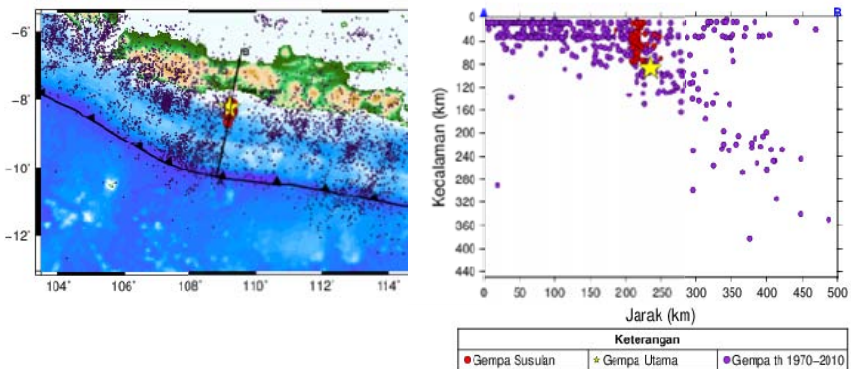 −6˚
−8˚
−10˚
−12˚
104˚ 106˚ 108˚ 110˚ 112˚ 114˚
A B
0
40
80
120
160
200
240
280
320
360
400
440
Kecalaman (km)
0 50 100 150 200 250 300 350 400 450 500
Jarak (km)
Keterangan
Gempa Susulan Gempa Utama Gempa th 1970−2010